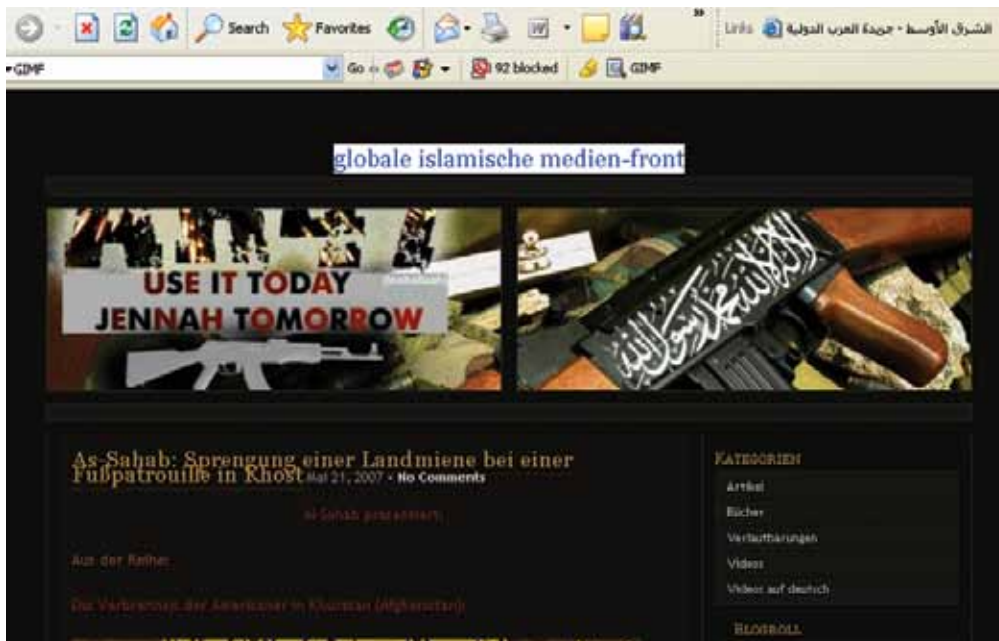 Search Favorites
Links الشرق الأوسط - جريدة العرب الدولية
GIMF Go 92 blocked GIMF
globale islamische medien-front
USE IT TODAY
JENNAH TOMORROW
لا إله إلا الله محمد رسول الله
As-Sahab: Sprengung einer Landmiene bei einer
Fußpatrouille in Khost Mai 21, 2007 • No Comments
as-Sahab präsentiert:
Aus der Reihe:
Die Verbrennung der Amerikaner in Khurasan (Afghanistan):
KATEGORIEN
Artikel
Bücher
Verlautbarungen
Videos
Videos auf deutsch
BLOGROLL